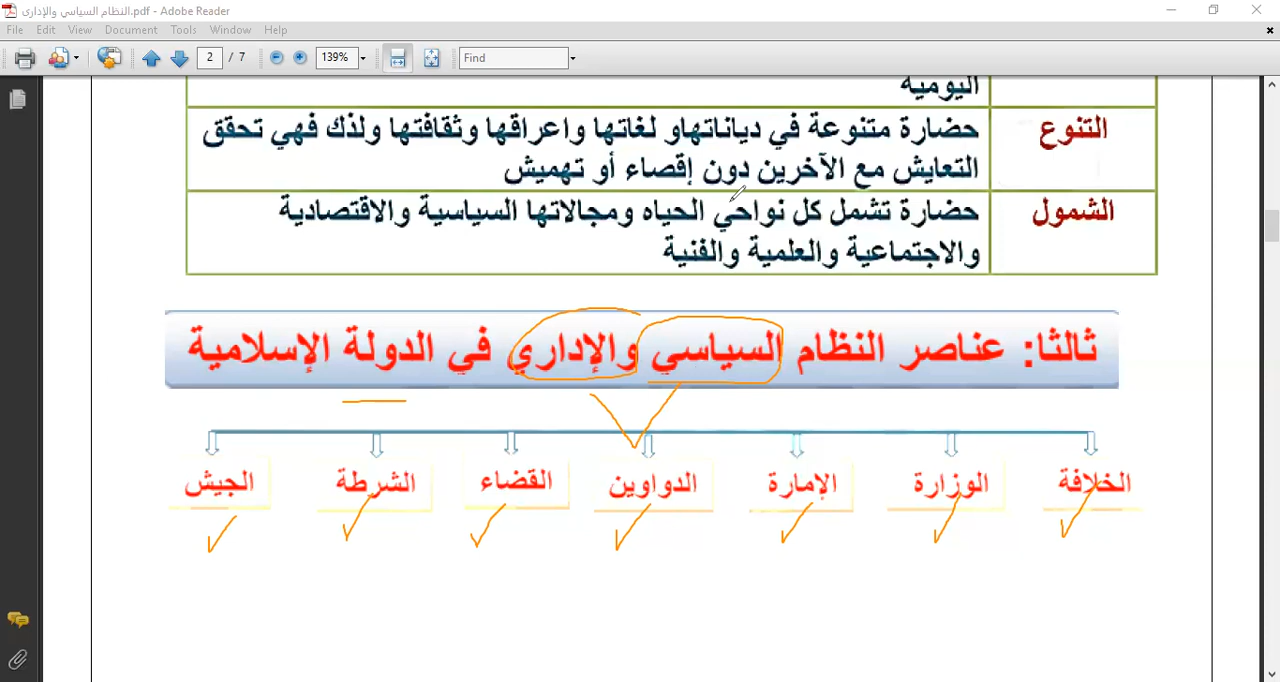 النظام السياسي والإدارى.pdf - Adobe Reader
File Edit View Document Tools Window Help
2 / 7 139% Find
اليومية
التنوع
حضارة متنوعة في دياناتهاو لغاتها واعراقها وثقافتها ولذك فهي تحقق
التعايش مع الآخرين دون إقصاء أو تهميش
الشمول
حضارة تشمل كل نواحي الحياه ومجالاتها السياسية والاقتصادية
والاجتماعية والعلمية والفنية
ثالثا: عناصر النظام السياسي والإداري في الدولة الإسلامية
الخلافة الوزارة الإمارة الدواوين القضاء الشرطة الجيش